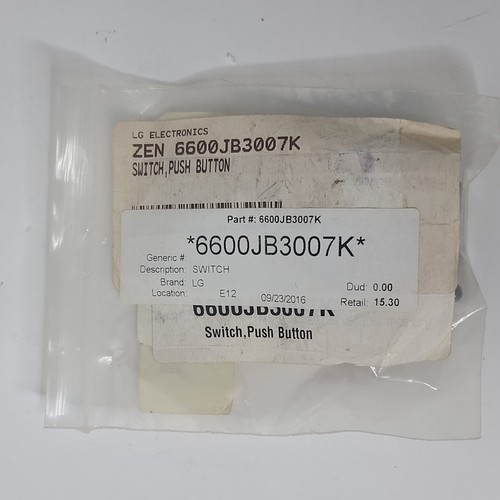 LG ELECTRONICS
ZEN 6600JB3007K
SWITCH,PUSH BUTTON
Part #: 6600JB3007K
*6600JB3007K*
Generic #
Description: SWITCH
Brand: LG
Dud: 0.00
Location: E12 09/23/2016 Retail: 15.30
6600JB3007K
Switch,Push Button